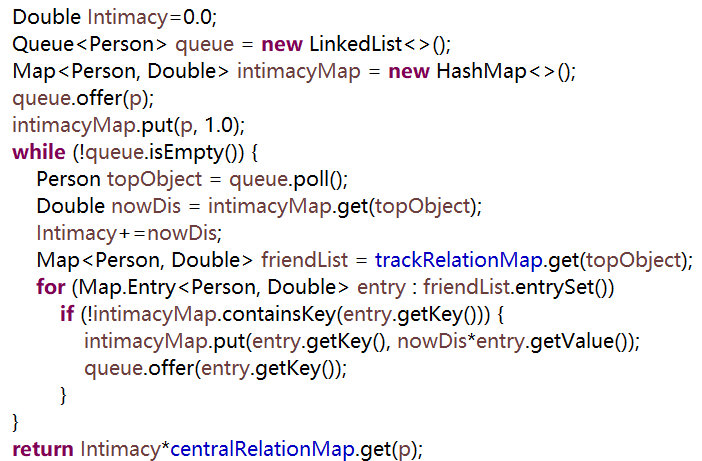 Double Intimacy=0.0;
Queue<Person> queue = new LinkedList<>();
Map<Person, Double> intimacyMap = new HashMap<>();
queue.offer(p);
intimacyMap.put(p, 1.0);
while (!queue.isEmpty()) {
Person topObject = queue.poll();
Double nowDis = intimacyMap.get(topObject);
Intimacy+=nowDis;
Map<Person, Double> friendList = trackRelationMap.get(topObject);
for (Map.Entry<Person, Double> entry : friendList.entrySet())
if (!intimacyMap.containsKey(entry.getKey())) {
intimacyMap.put(entry.getKey(), nowDis*entry.getValue());
queue.offer(entry.getKey());
}
}
return Intimacy*centralRelationMap.get(p);